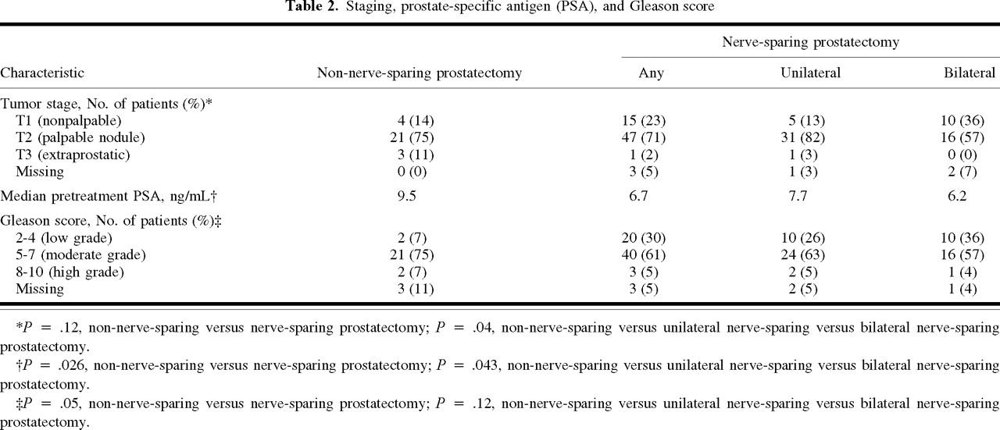 Table 2. Staging, prostate-specific antigen (PSA), and Gleason score
Nerve-sparing prostatectomy
Characteristic Non-nerve-sparing prostatectomy Any Unilateral Bilateral
Tumor stage, No. of patients (%)*
T1 (nonpalpable) 4 (14) 15 (23) 5 (13) 10 (36)
T2 (palpable nodule) 21 (75) 47 (71) 31 (82) 16 (57)
T3 (extraprostatic) 3 (11) 1 (2) 1 (3) 0 (0)
Missing 0 (0) 3 (5) 1 (3) 2 (7)
Median pretreatment PSA, ng/mL† 9.5 6.7 7.7 6.2
Gleason score, No. of patients (%)‡
2-4 (low grade) 2 (7) 20 (30) 10 (26) 10 (36)
5-7 (moderate grade) 21 (75) 40 (61) 24 (63) 16 (57)
8-10 (high grade) 2 (7) 3 (5) 2 (5) 1 (4)
Missing 3 (11) 3 (5) 2 (5) 1 (4)
*P = .12, non-nerve-sparing versus nerve-sparing prostatectomy; P = .04, non-nerve-sparing versus unilateral nerve-sparing versus bilateral nerve-sparing
prostatectomy.
†P = .026, non-nerve-sparing versus nerve-sparing prostatectomy; P = .043, non-nerve-sparing versus unilateral nerve-sparing versus bilateral nerve-sparing
prostatectomy.
‡P = .05, non-nerve-sparing versus nerve-sparing prostatectomy; P = .12, non-nerve-sparing versus unilateral nerve-sparing versus bilateral nerve-sparing
prostatectomy.